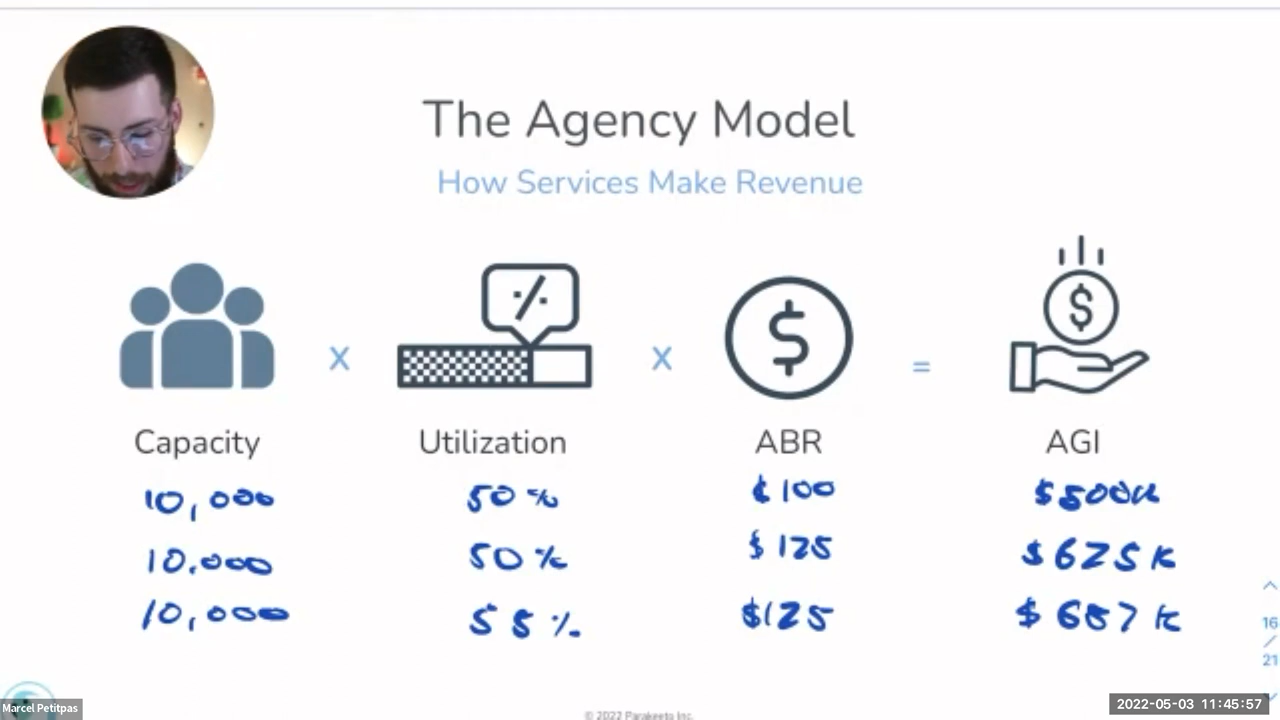 The Agency Model
How Services Make Revenue
X X =
Capacity Utilization ABR AGI
10,000 50% $100 $500k
10,000 50% $125 $625k
10,000 55% $125 $687k
16
/
21
Marcel Petitpas
2022-05-03 11:45:57
© 2022 Parakeeto Inc.